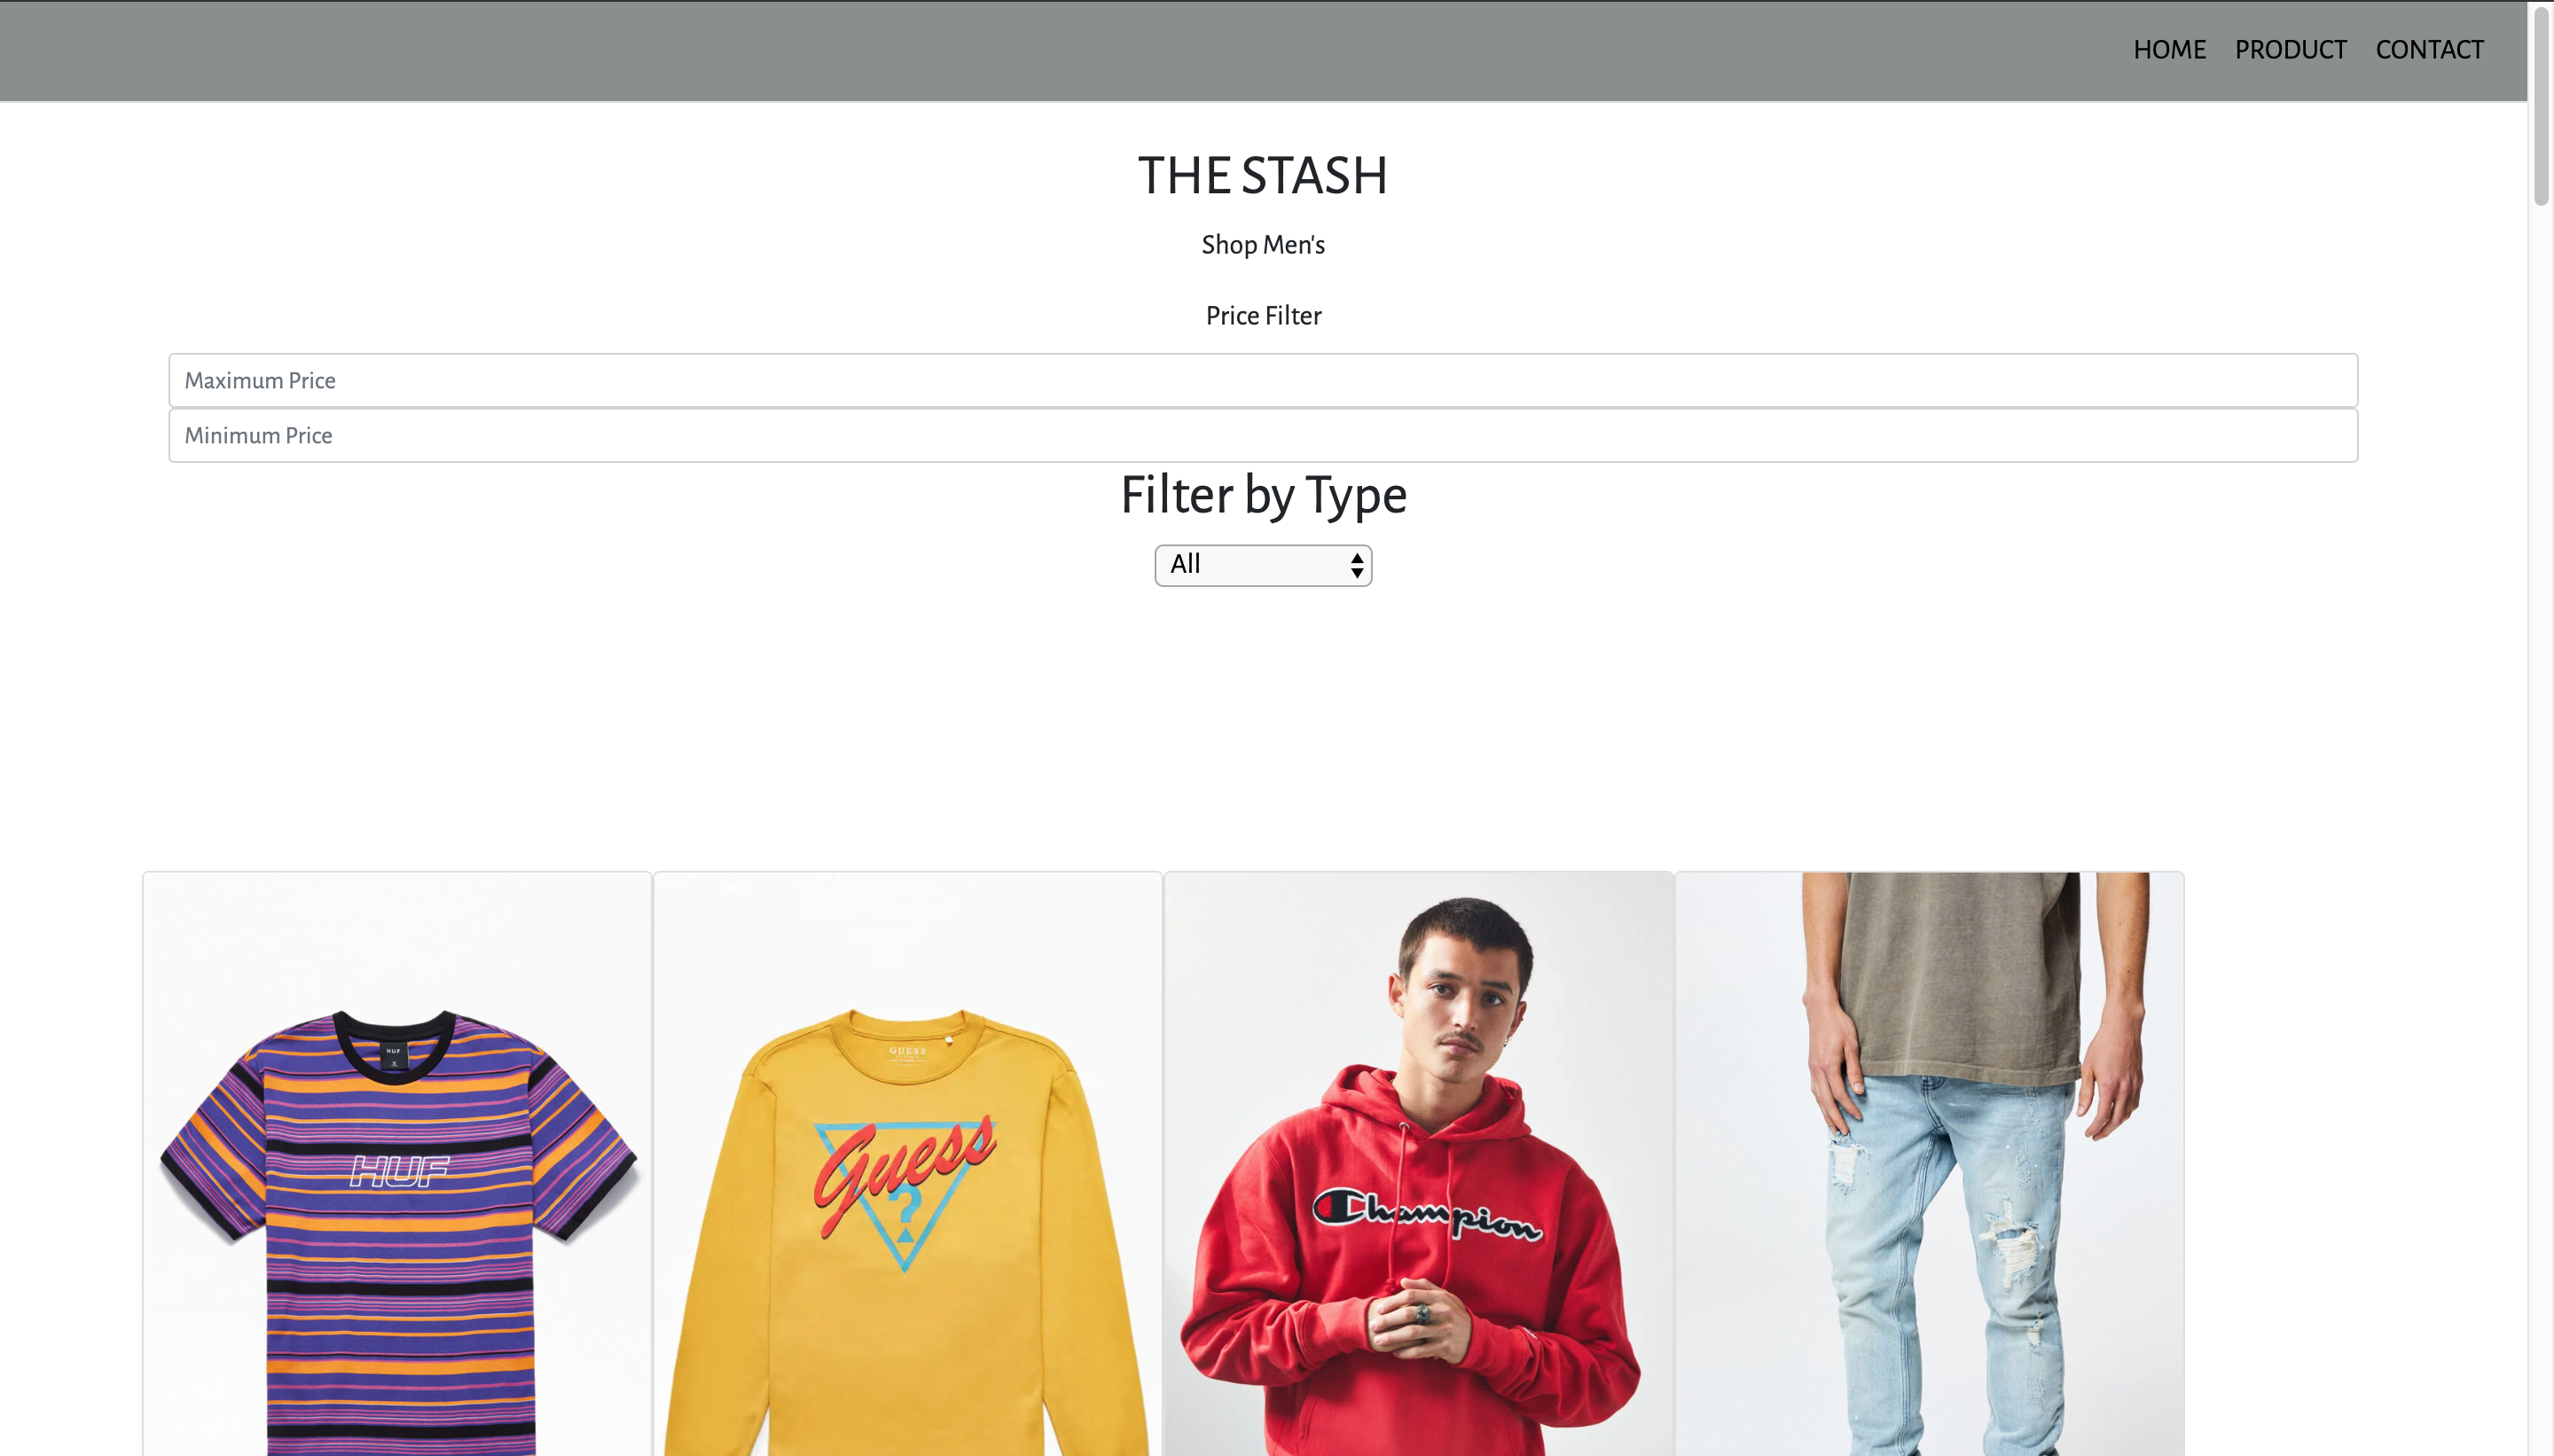 HOME PRODUCT CONTACT
THE STASH
Shop Men's
Price Filter
Maximum Price
Minimum Price
Filter by Type
All
HUF
HUF
GUESS
Guess
?
Champion